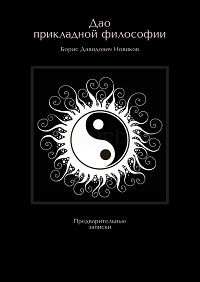 Дао
прикладной философии
Борис Давидович Новиков
Предварительные
записки